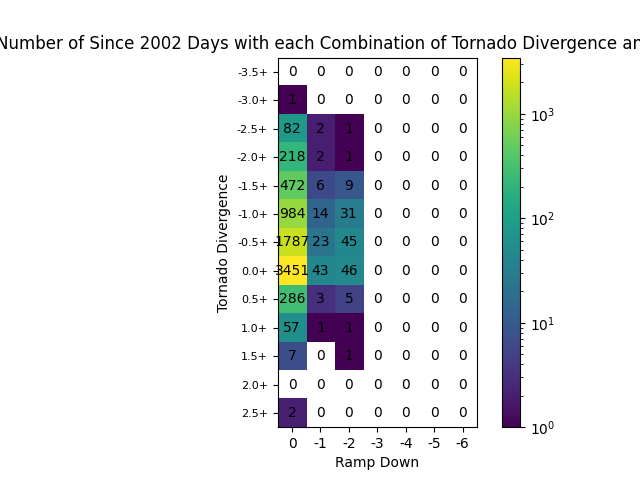 Number of Since 2002 Days with each Combination of Tornado Divergence an
-3.5+ 0 0 0 0 0 0 0
-3.0+ 1 0 0 0 0 0 0
-2.5+ 82 2 1 0 0 0 0
-2.0+ 218 2 1 0 0 0 0
-1.5+ 472 6 9 0 0 0 0
-1.0+ 984 14 31 0 0 0 0
-0.5+ 1787 23 45 0 0 0 0
0.0+ 3451 43 46 0 0 0 0
0.5+ 286 3 5 0 0 0 0
1.0+ 57 1 1 0 0 0 0
1.5+ 7 0 1 0 0 0 0
2.0+ 0 0 0 0 0 0 0
2.5+ 2 0 0 0 0 0 0
0 -1 -2 -3 -4 -5 -6
Ramp Down
Tornado Divergence
10³
10²
10¹
10⁰